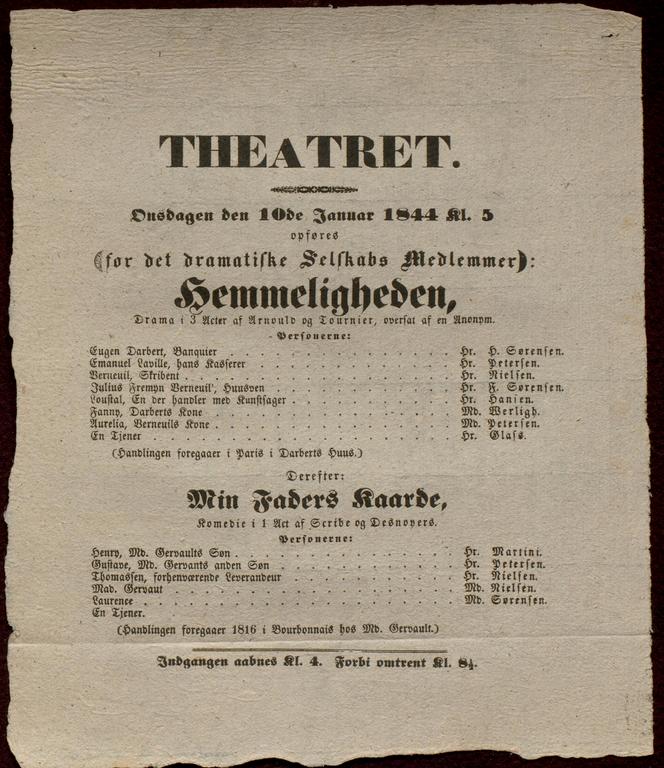 THEATRET.
Onsdagen den 10de Januar 1844 Kl. 5
opføres
(for det dramatiske Selskabs Medlemmer):
Hemmeligheden,
Drama i 3 Acter af Arnould og Tournier, oversat af en Anonym.
Personerne:
Eugen Darbert, Banquier . . . . . . . . . . . . . . . . . . Hr. H. Sørensen.
Emanuel Laville, hans Kasserer . . . . . . . . . . . . . . . Hr. Petersen.
Verneuil, Skribent . . . . . . . . . . . . . . . . . . . . . Hr. Nielsen.
Julius Fremyn Verneuil, Huusven . . . . . . . . . . . . . . . Hr. F. Sørensen.
Loustal, En der handler med Kunstsager . . . . . . . . . . . . Hr. Hansen.
Fanny, Darberts Kone . . . . . . . . . . . . . . . . . . . . Md. Werligh.
Aurelia, Verneuils Kone . . . . . . . . . . . . . . . . . . . Md. Petersen.
En Tjener . . . . . . . . . . . . . . . . . . . . . . . . . Hr. Glass.
(Handlingen foregaaer i Paris i Darberts Huus.)
Derefter:
Min Faders Kaarde,
Komedie i 1 Act af Scribe og Desnoyers.
Personerne:
Henry, Md. Gervaults Søn . . . . . . . . . . . . . . . . . . Hr. Martini.
Gustave, Md. Gervants anden Søn . . . . . . . . . . . . . . . Hr. Petersen.
Thomassen, forhenværende Leverandeur . . . . . . . . . . . . . Hr. Nielsen.
Mad. Gervaut . . . . . . . . . . . . . . . . . . . . . . . . Md. Nielsen.
Laurence . . . . . . . . . . . . . . . . . . . . . . . . . . Md. Sørensen.
En Tjener.
(Handlingen foregaaer 1816 i Bourbonnais hos Md. Gervault.)
Indgangen aabnes Kl. 4. Forbi omtrent Kl. 8½.